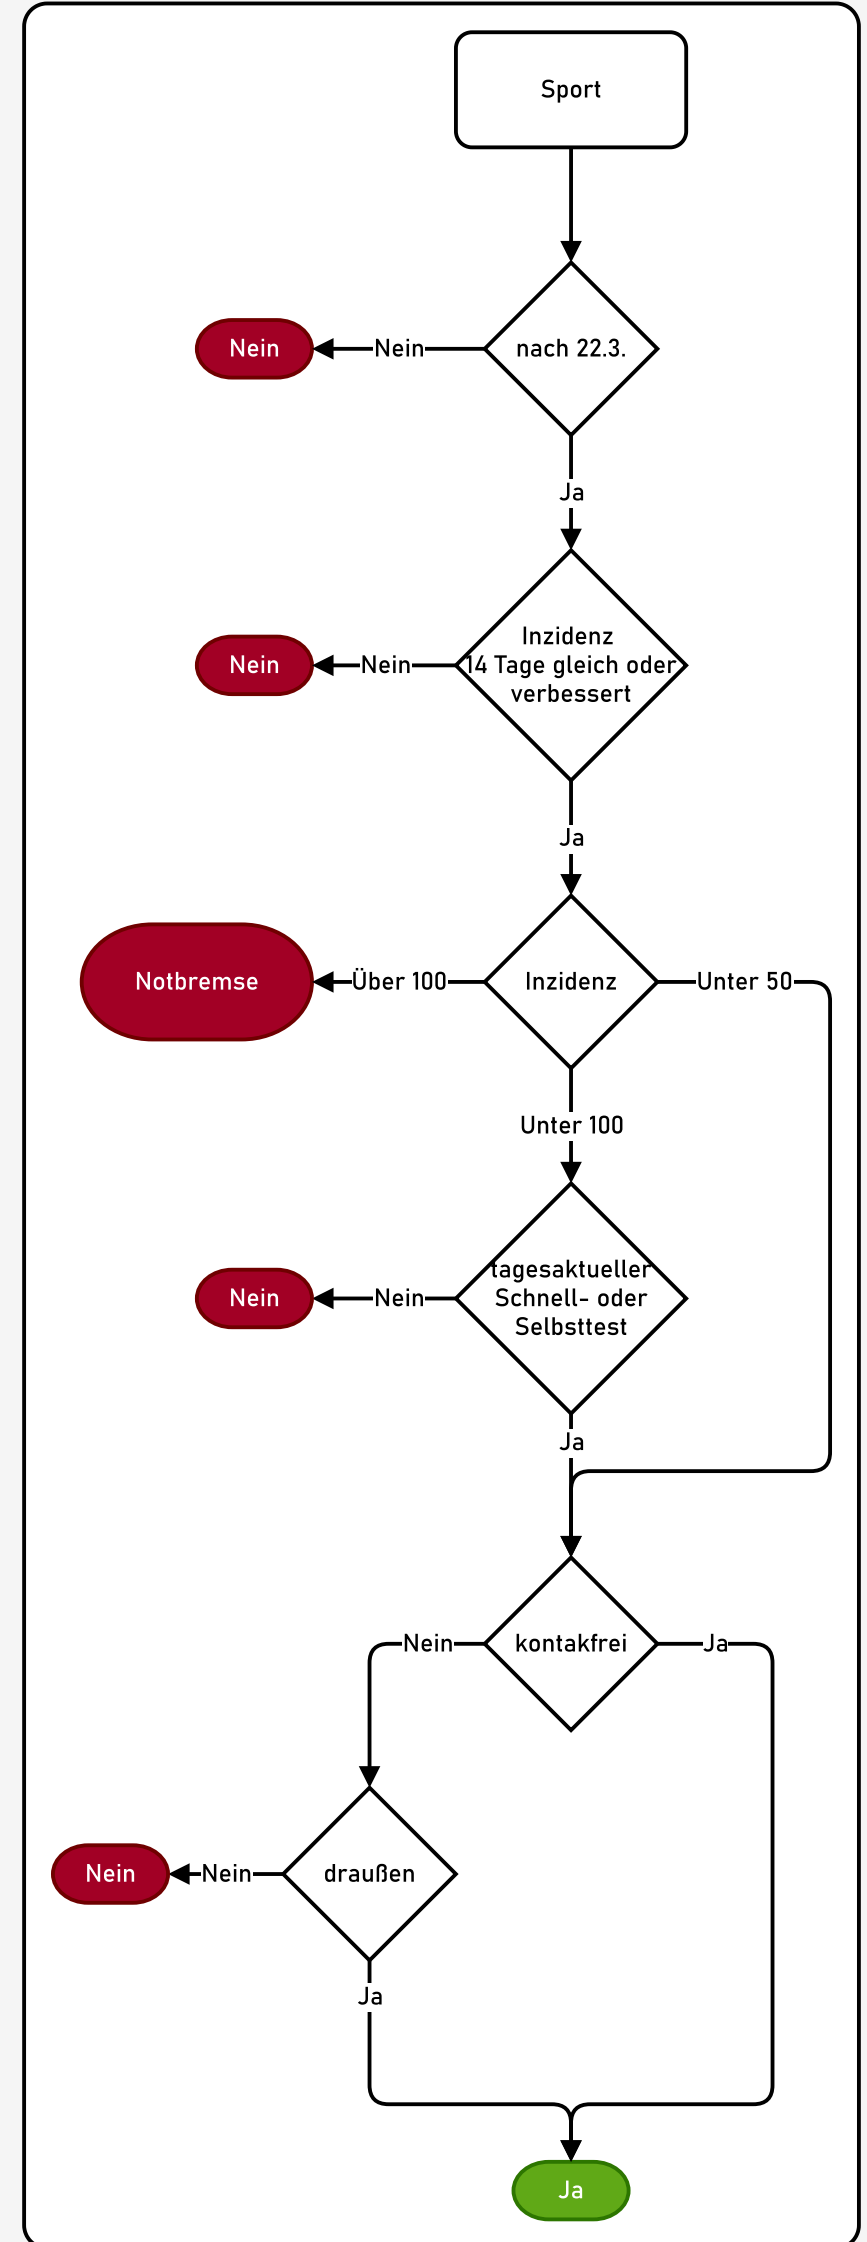 Sport
nach 22.3.
Nein
Nein
Ja
Inzidenz
14 Tage gleich oder
verbessert
Nein
Nein
Ja
Inzidenz
Über 100
Notbremse
Unter 50
Unter 100
tagesaktueller
Schnell- oder
Selbsttest
Nein
Nein
Ja
kontakfrei
Nein
Ja
draußen
Nein
Nein
Ja
Ja